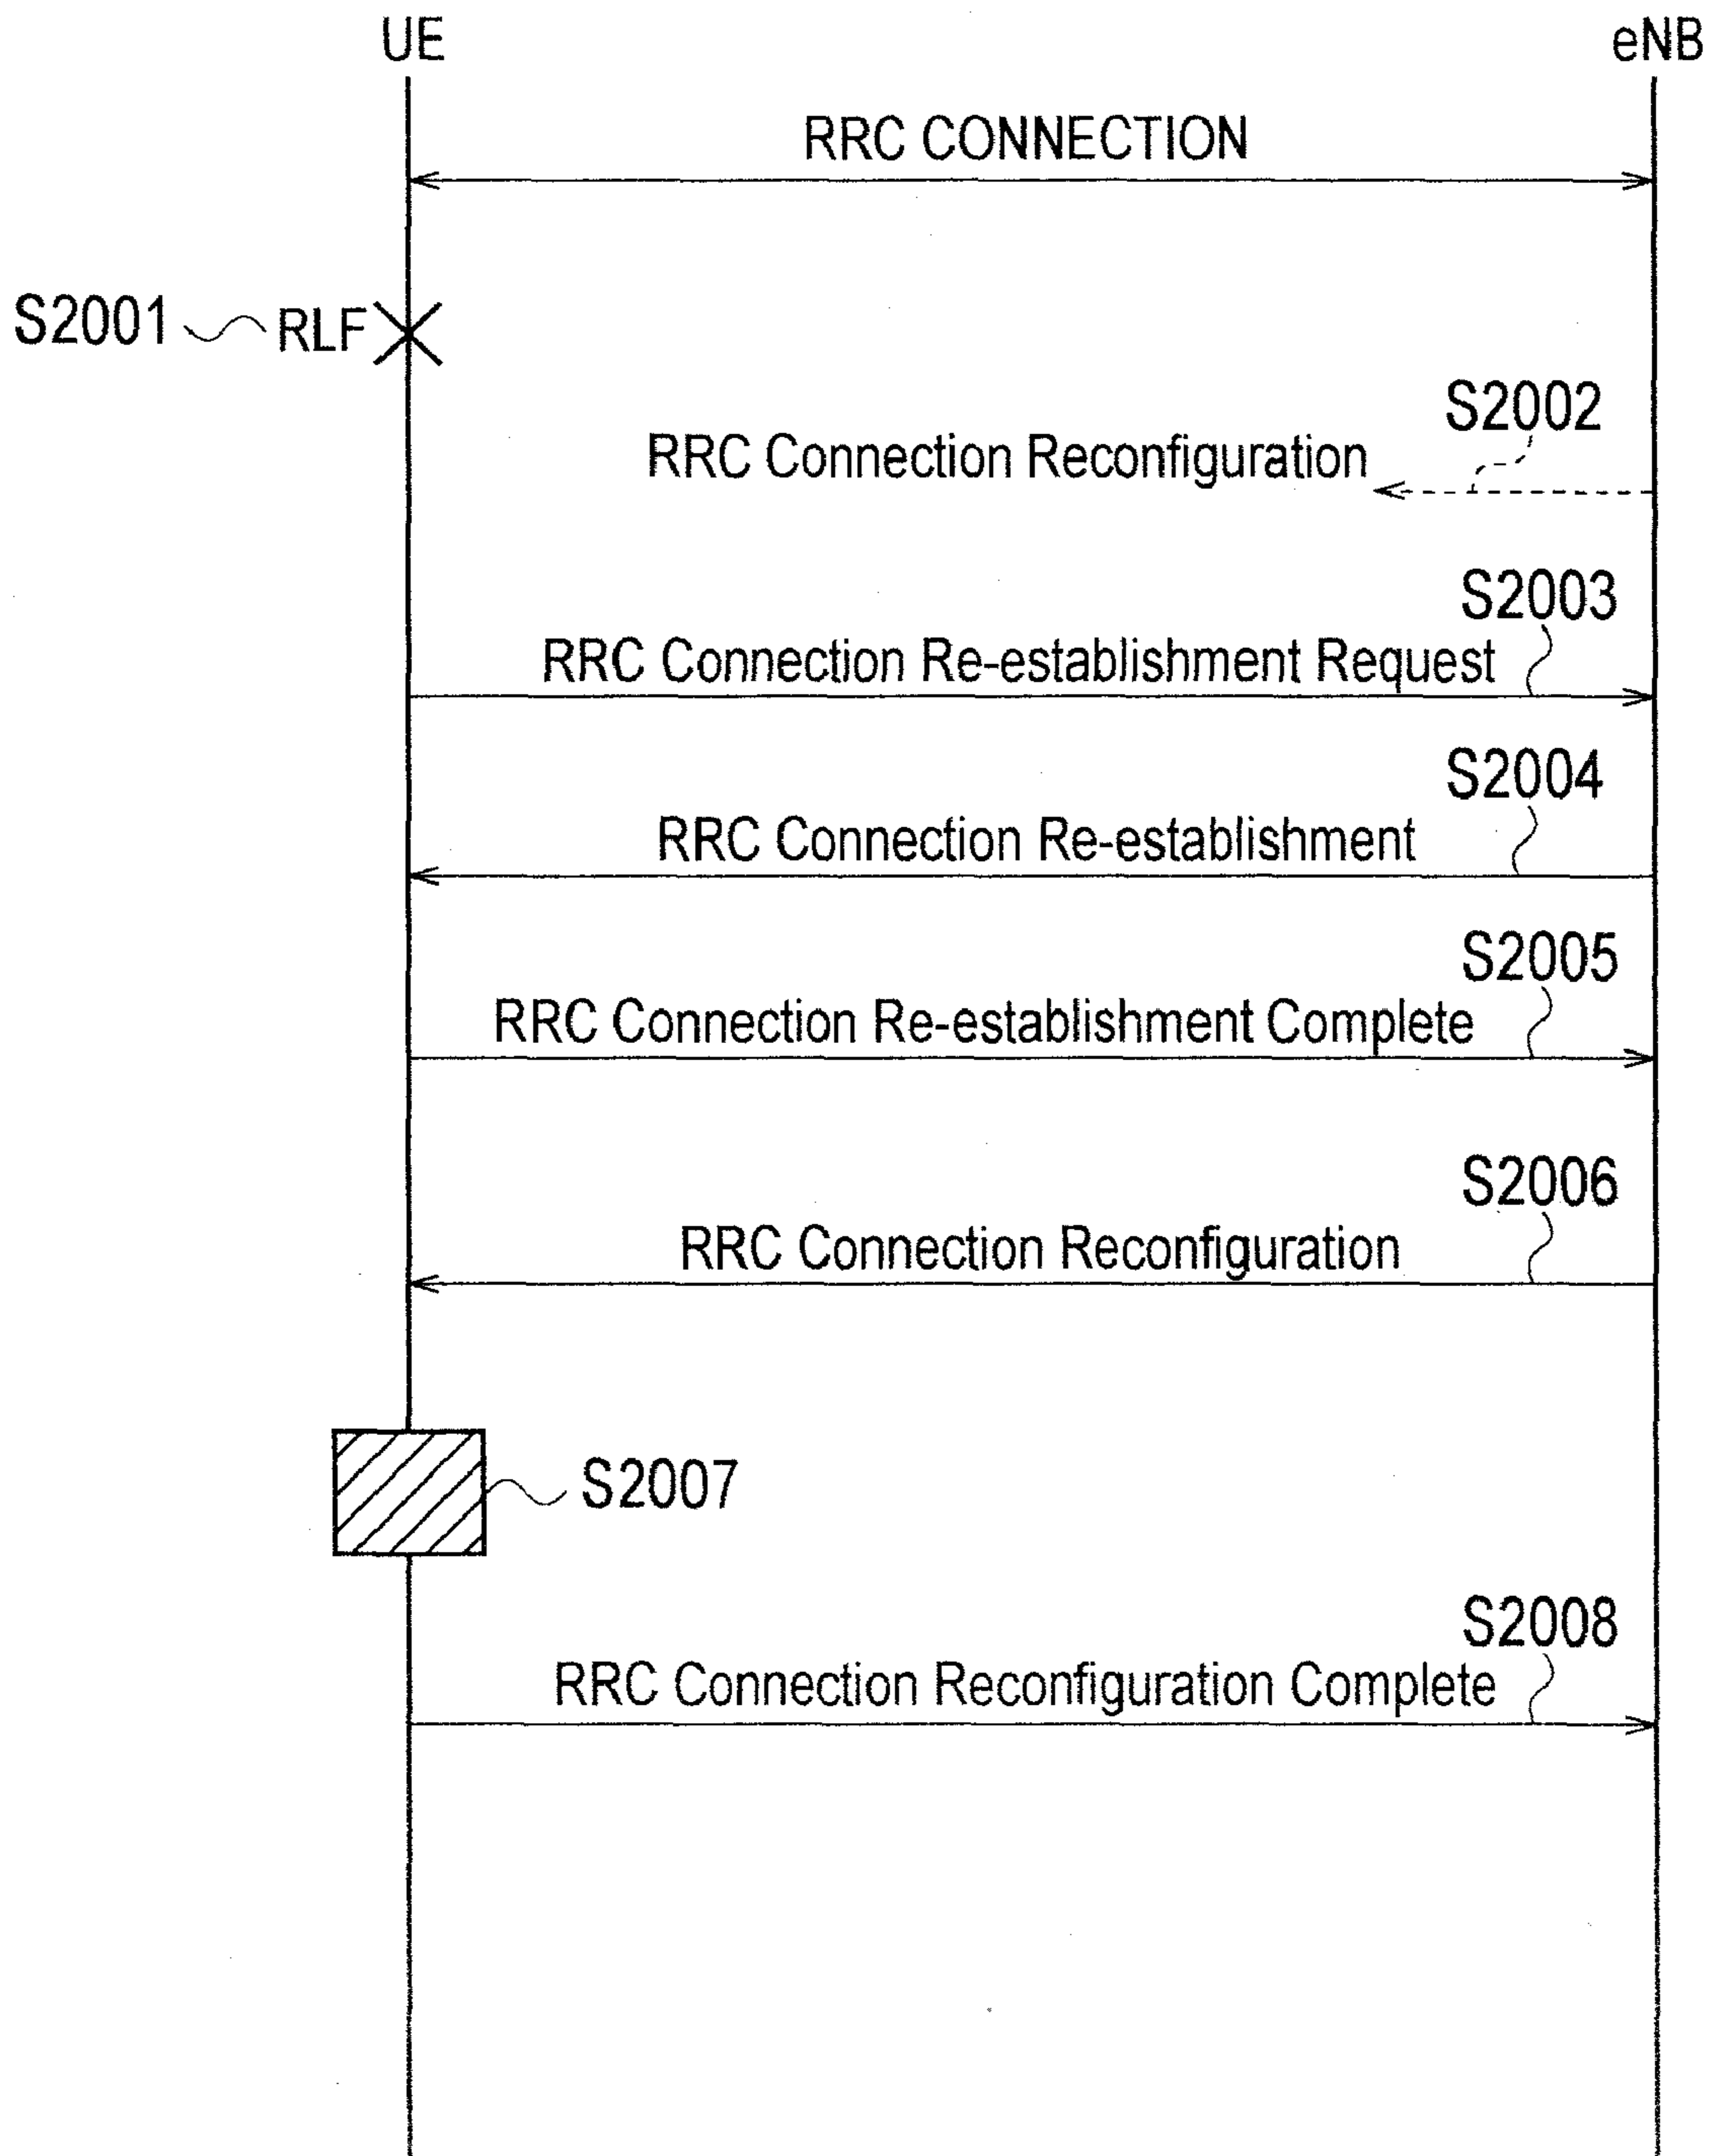 UE
eNB
RRC CONNECTION
S2001
RLF
S2002
RRC Connection Reconfiguration
S2003
RRC Connection Re-establishment Request
S2004
RRC Connection Re-establishment
S2005
RRC Connection Re-establishment Complete
S2006
RRC Connection Reconfiguration
S2007
S2008
RRC Connection Reconfiguration Complete